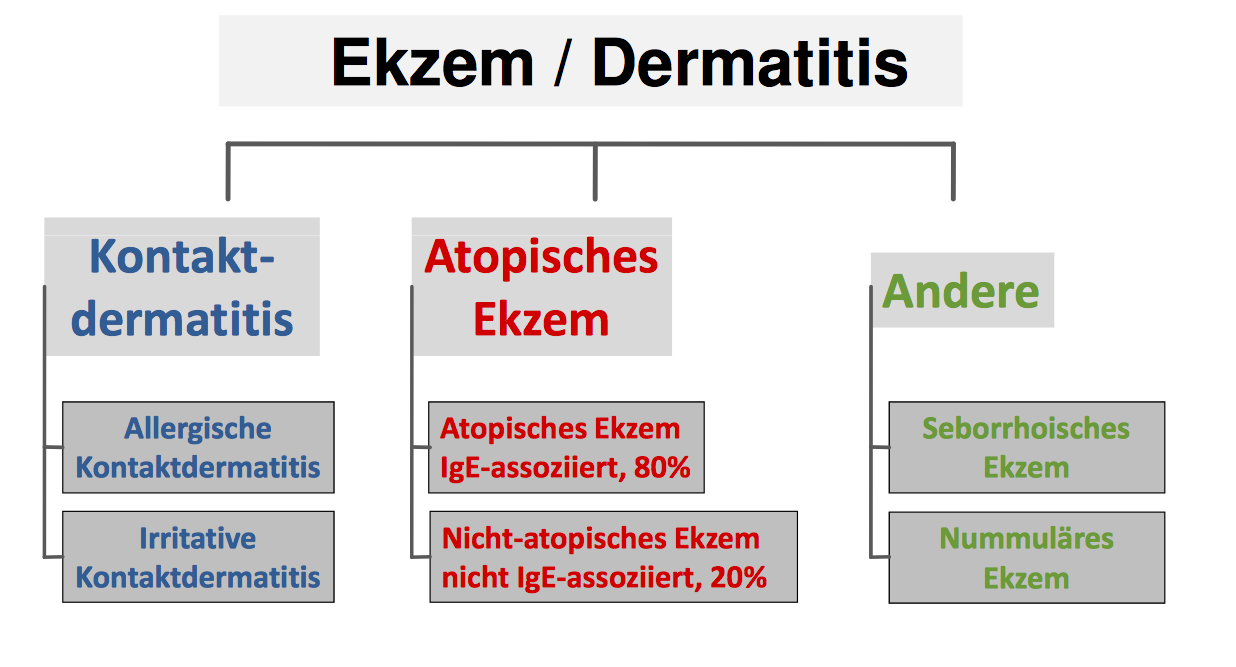 Ekzem / Dermatitis
Kontakt-
dermatitis
Atopisches
Ekzem
Andere
Allergische
Kontaktdermatitis
Irritative
Kontaktdermatitis
Atopisches Ekzem
IgE-assoziiert, 80%
Nicht-atopisches Ekzem
nicht IgE-assoziiert, 20%
Seborrhoisches
Ekzem
Nummuläres
Ekzem